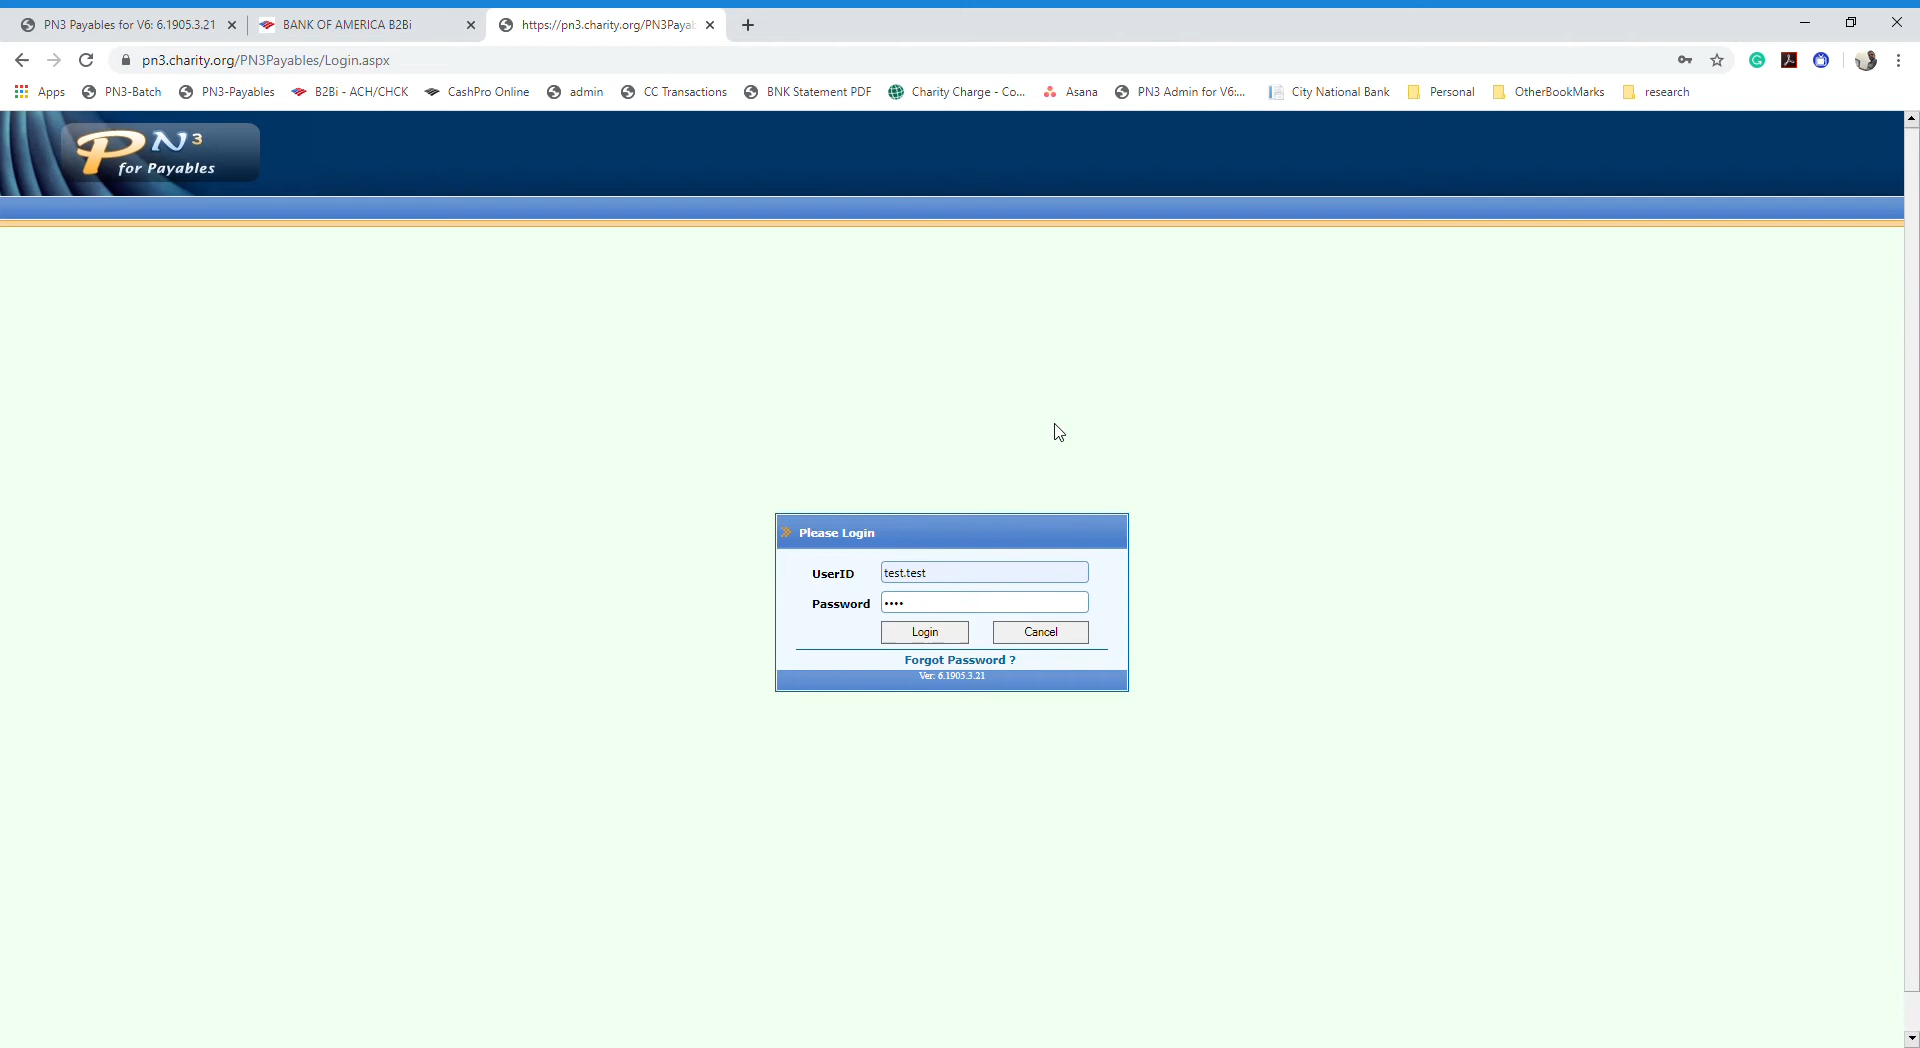 PN3 Payables for V6: 6.1905.3.21
BANK OF AMERICA B2Bi
https://pn3.charity.org/PN3Payab
pn3.charity.org/PN3Payables/Login.aspx
Apps PN3-Batch PN3-Payables B2Bi - ACH/CHCK CashPro Online admin CC Transactions BNK Statement PDF Charity Charge - Co... Asana PN3 Admin for V6:... City National Bank Personal OtherBookMarks research
PN3
for Payables
Please Login
UserID test.test
Password ••••
Login Cancel
Forgot Password ?
Ver: 6.1905.3.21